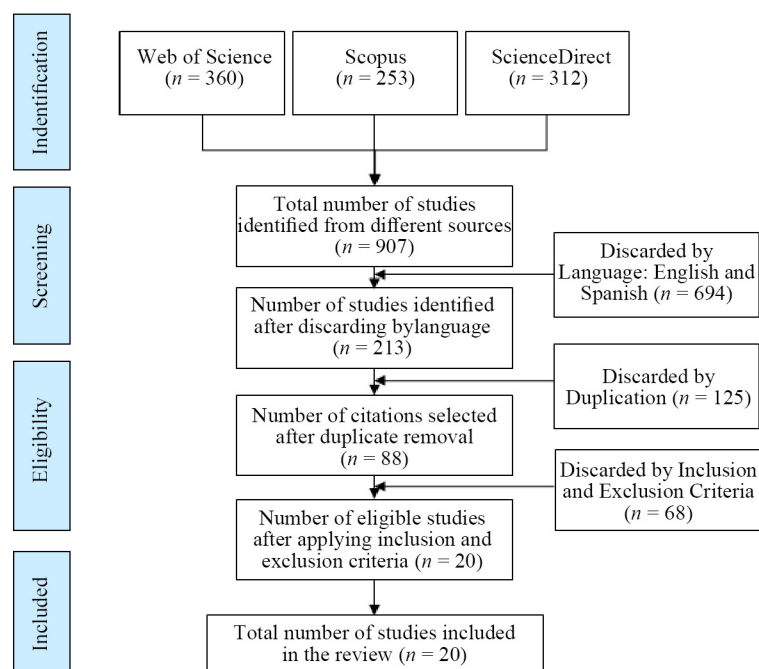 Indentification
Web of Science
(n = 360)
Scopus
(n = 253)
ScienceDirect
(n = 312)
Screening
Total number of studies
identified from different sources
(n = 907)
Discarded by
Language: English and
Spanish (n = 694)
Number of studies identified
after discarding bylanguage
(n = 213)
Eligibility
Discarded by
Duplication (n = 125)
Number of citations selected
after duplicate removal
(n = 88)
Discarded by Inclusion
and Exclusion Criteria
(n = 68)
Number of eligible studies
after applying inclusion and
exclusion criteria (n = 20)
Included
Total number of studies included
in the review (n = 20)